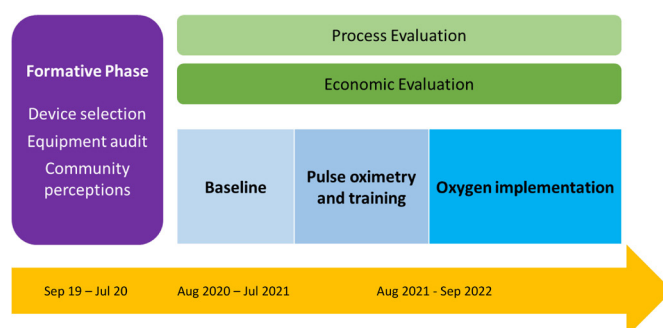 Formative Phase
Device selection
Equipment audit
Community
perceptions
Process Evaluation
Economic Evaluation
Baseline
Pulse oximetry
and training
Oxygen implementation
Sep 19 – Jul 20
Aug 2020 – Jul 2021
Aug 2021 - Sep 2022